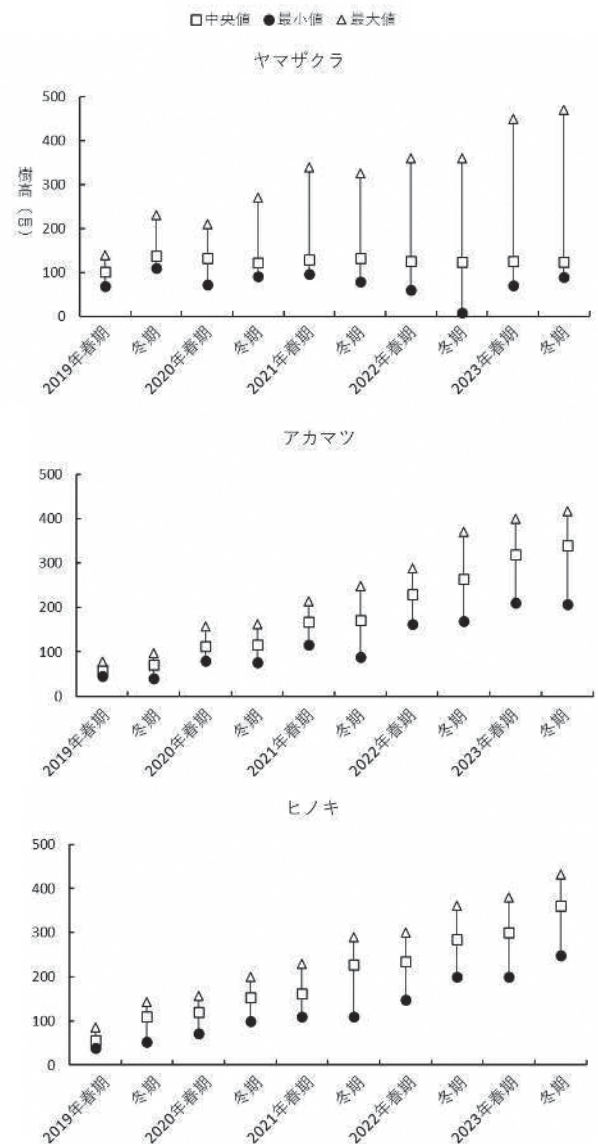 □中央値 ●最小値 △最大値
ヤマザクラ
500
400
300
200
100
0
樹高(㎝)
2019年春期
冬期
2020年春期
冬期
2021年春期
冬期
2022年春期
冬期
2023年春期
冬期
アカマツ
500
400
300
200
100
0
2019年春期
冬期
2020年春期
冬期
2021年春期
冬期
2022年春期
冬期
2023年春期
冬期
ヒノキ
500
400
300
200
100
0
2019年春期
冬期
2020年春期
冬期
2021年春期
冬期
2022年春期
冬期
2023年春期
冬期